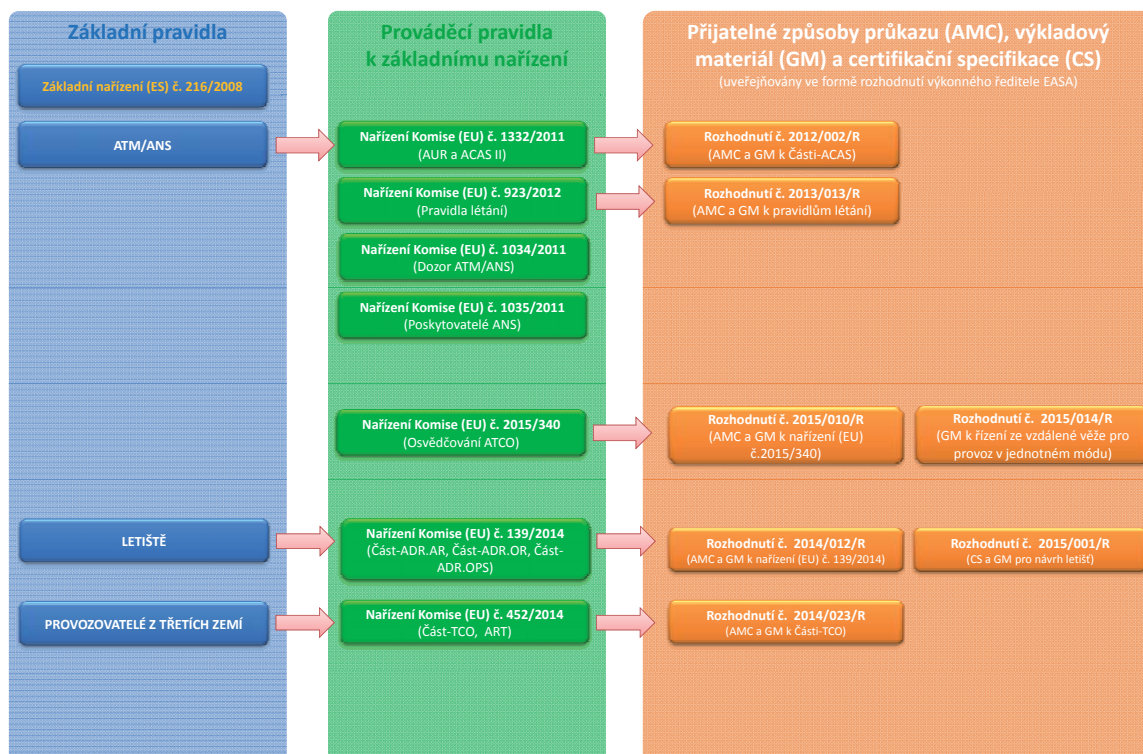 Základní pravidla
Prováděcí pravidla
k základnímu nařízení
Přijatelné způsoby průkazu (AMC), výkladový
materiál (GM) a certifikační specifikace (CS)
(uveřejňovány ve formě rozhodnutí výkonného ředitele EASA)
Základní nařízení (ES) č. 216/2008
ATM/ANS
Nařízení Komise (EU) č. 1332/2011
(AUR a ACAS II)
Rozhodnutí č. 2012/002/R
(AMC a GM k Části-ACAS)
Nařízení Komise (EU) č. 923/2012
(Pravidla létání)
Rozhodnutí č. 2013/013/R
(AMC a GM k pravidlům létání)
Nařízení Komise (EU) č. 1034/2011
(Dozor ATM/ANS)
Nařízení Komise (EU) č. 1035/2011
(Poskytovatelé ANS)
Nařízení Komise (EU) č. 2015/340
(Osvědčování ATCO)
Rozhodnutí č. 2015/010/R
(AMC a GM k nařízení (EU)
č.2015/340)
Rozhodnutí č. 2015/014/R
(GM k řízení ze vzdálené věže pro
provoz v jednotném módu)
LETIŠTĚ
Nařízení Komise (EU) č. 139/2014
(Část-ADR.AR, Část-ADR.OR, Část-
ADR.OPS)
Rozhodnutí č. 2014/012/R
(AMC a GM k nařízení (EU) č. 139/2014)
Rozhodnutí č. 2015/001/R
(CS a GM pro návrh letišť)
PROVOZOVATELÉ Z TŘETÍCH ZEMÍ
Nařízení Komise (EU) č. 452/2014
(Část-TCO, ART)
Rozhodnutí č. 2014/023/R
(AMC a GM k Části-TCO)